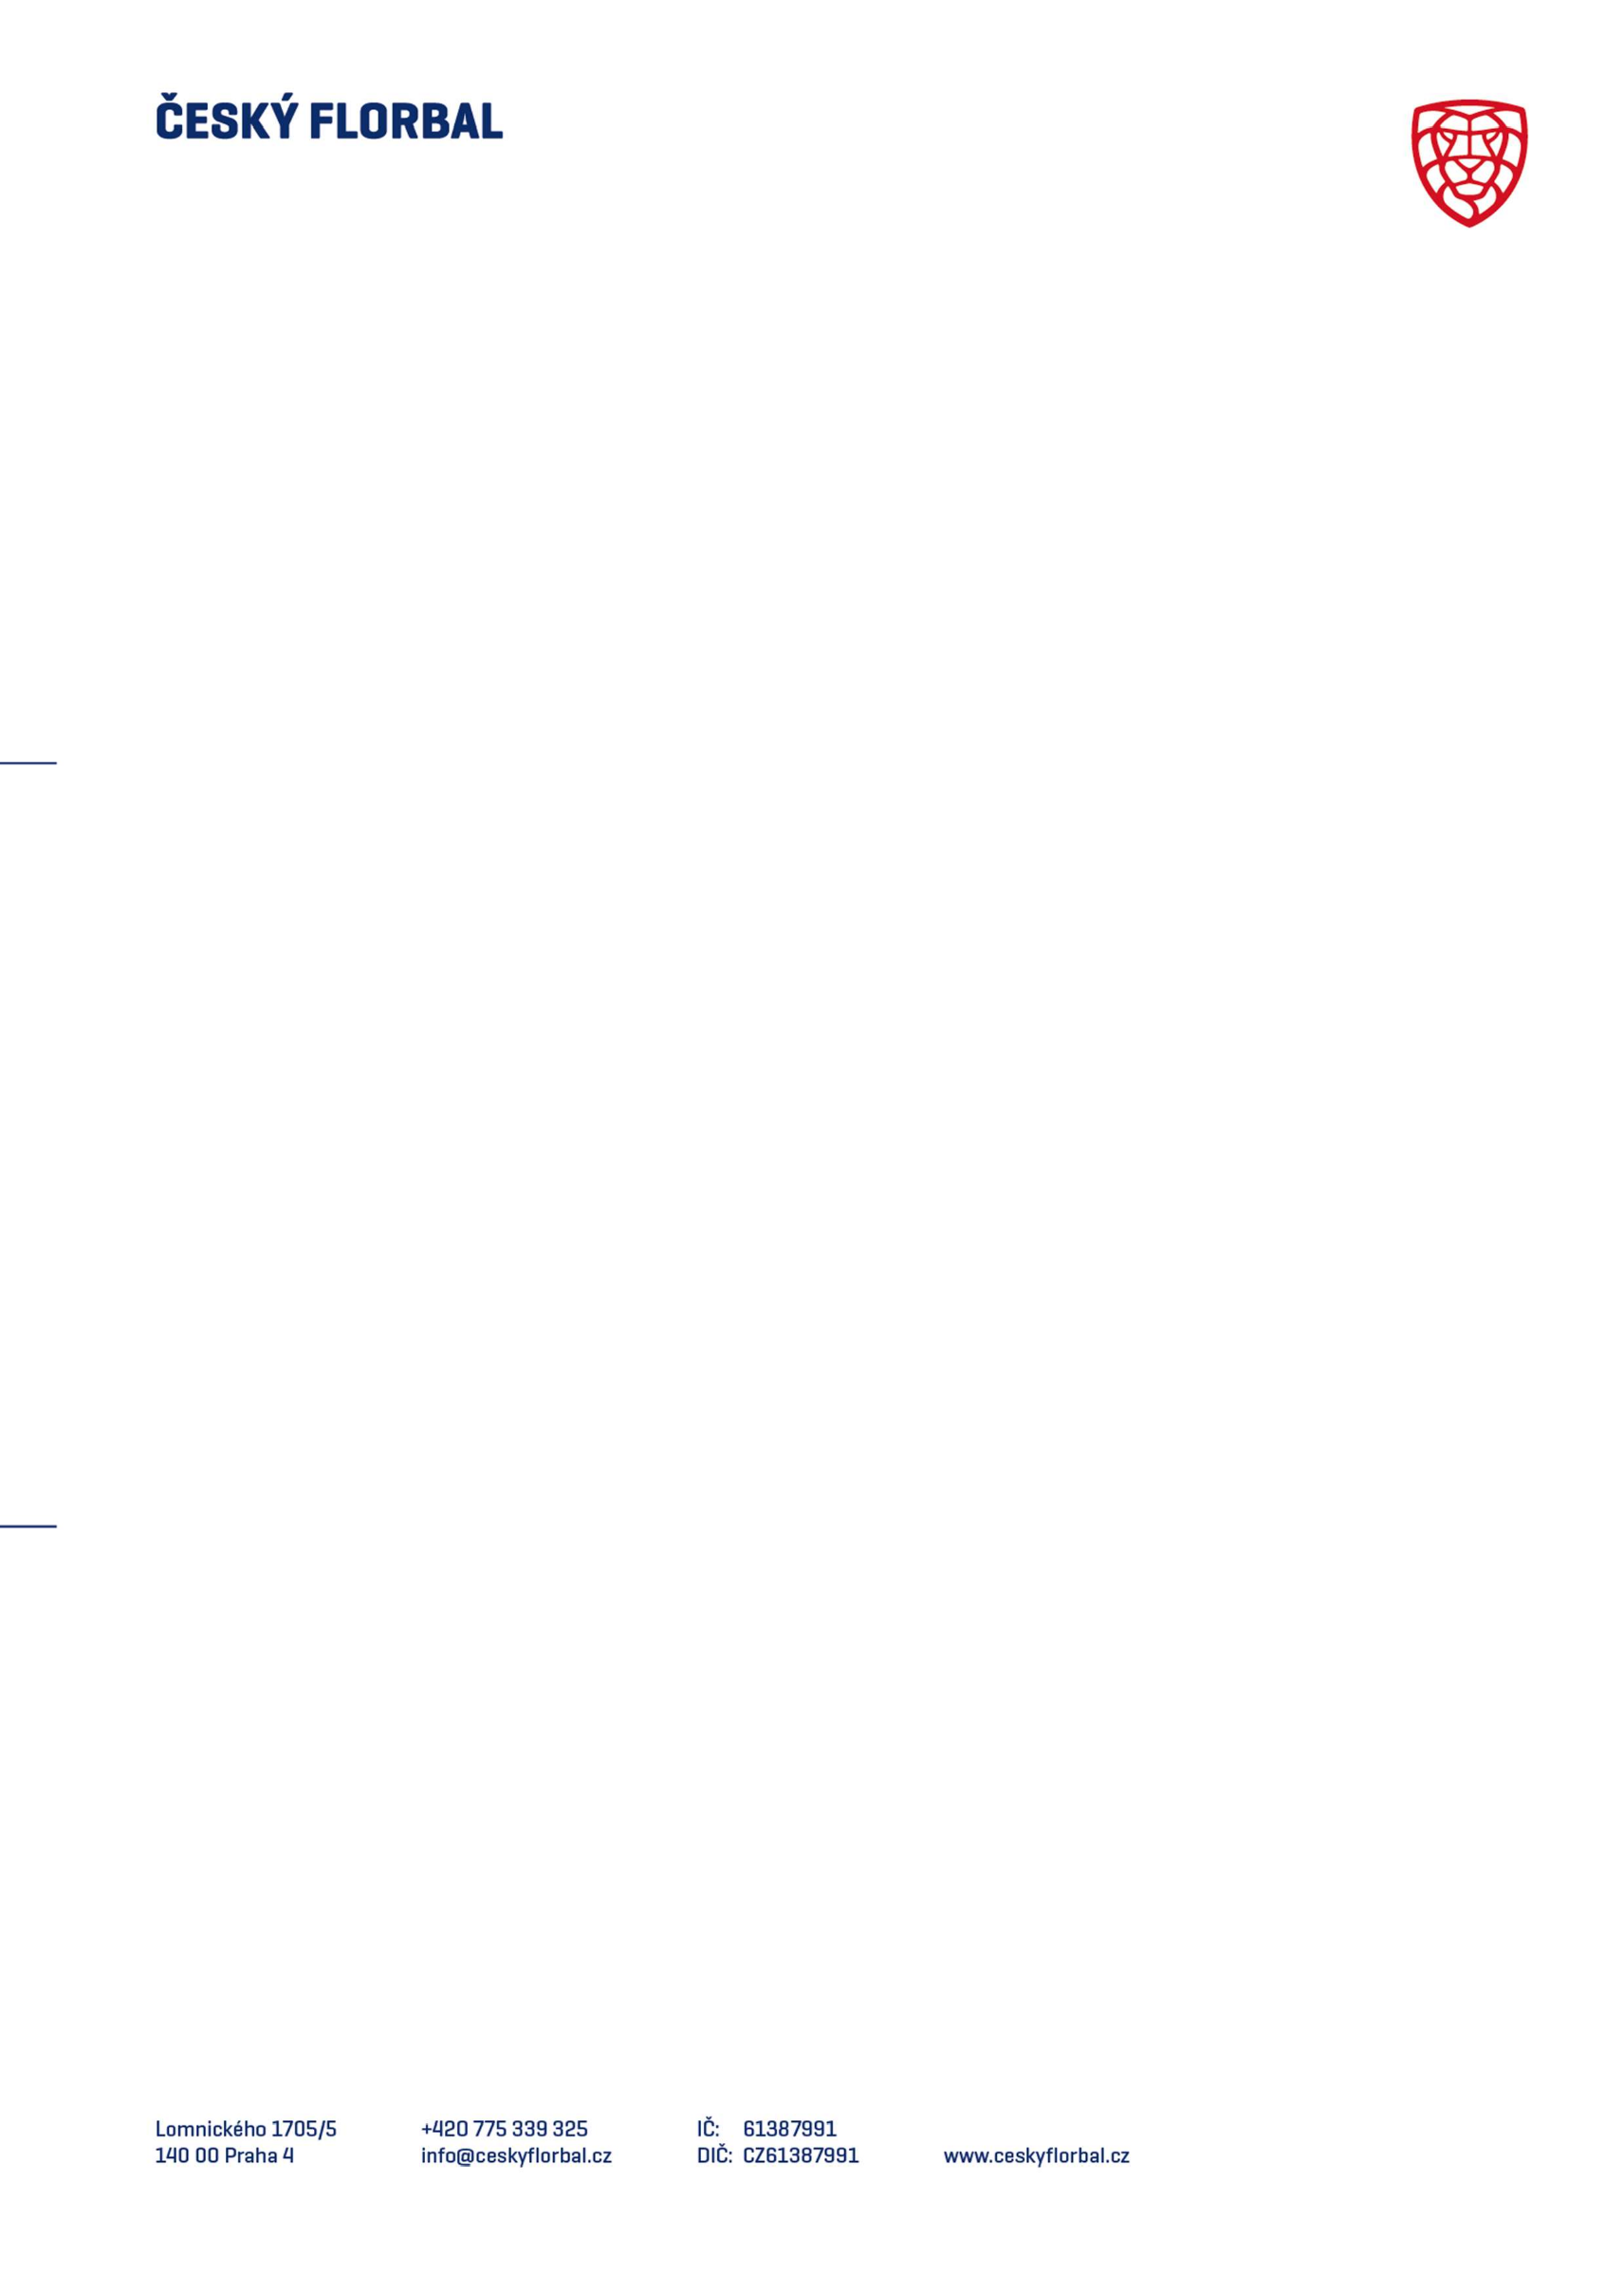 ČESKÝ FLORBAL
Lomnického 1705/5
140 00 Praha 4
+420 775 339 325
info@ceskyflorbal.cz
IČ: 61387991
DIČ: CZ61387991
www.ceskyflorbal.cz